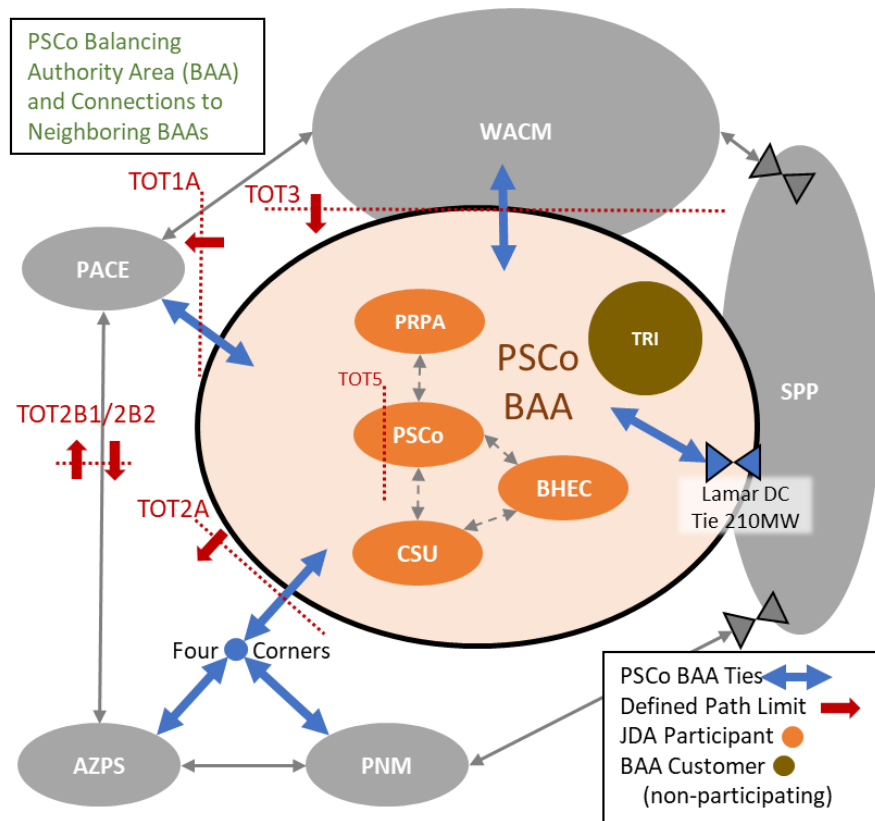 PSCo Balancing
Authority Area (BAA)
and Connections to
Neighboring BAAs
WACM
TOT1A
TOT3
PACE
PRPA
TRI
PSCo
BAA
SPP
TOT5
PSCo
TOT2B1/2B2
BHEC
Lamar DC
Tie 210MW
TOT2A
CSU
Four Corners
PSCo BAA Ties
Defined Path Limit
JDA Participant
BAA Customer
(non-participating)
AZPS
PNM